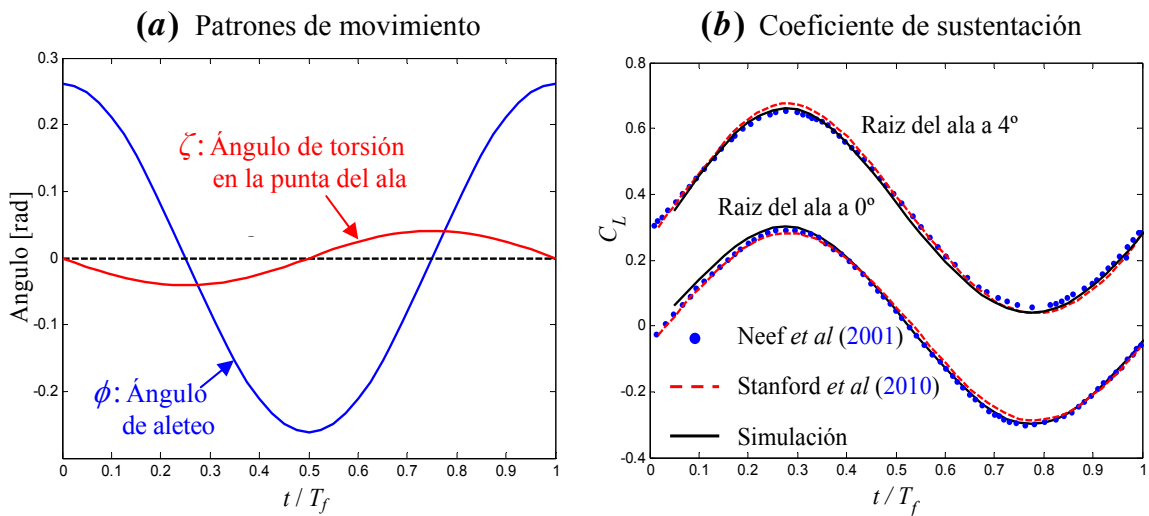 (a) Patrones de movimiento
0.3
0.2
0.1
0
-0.1
-0.2
Angulo [rad]
ζ: Ángulo de torsión
en la punta del ala
ϕ: Ángulo
de aleteo
0 0.1 0.2 0.3 0.4 0.5 0.6 0.7 0.8 0.9 1
t / T_f
(b) Coeficiente de sustentación
0.8
0.6
0.4
0.2
0
-0.2
-0.4
C_L
Raiz del ala a 4º
Raiz del ala a 0º
Neef et al (2001)
Stanford et al (2010)
Simulación
0 0.1 0.2 0.3 0.4 0.5 0.6 0.7 0.8 0.9 1
t / T_f